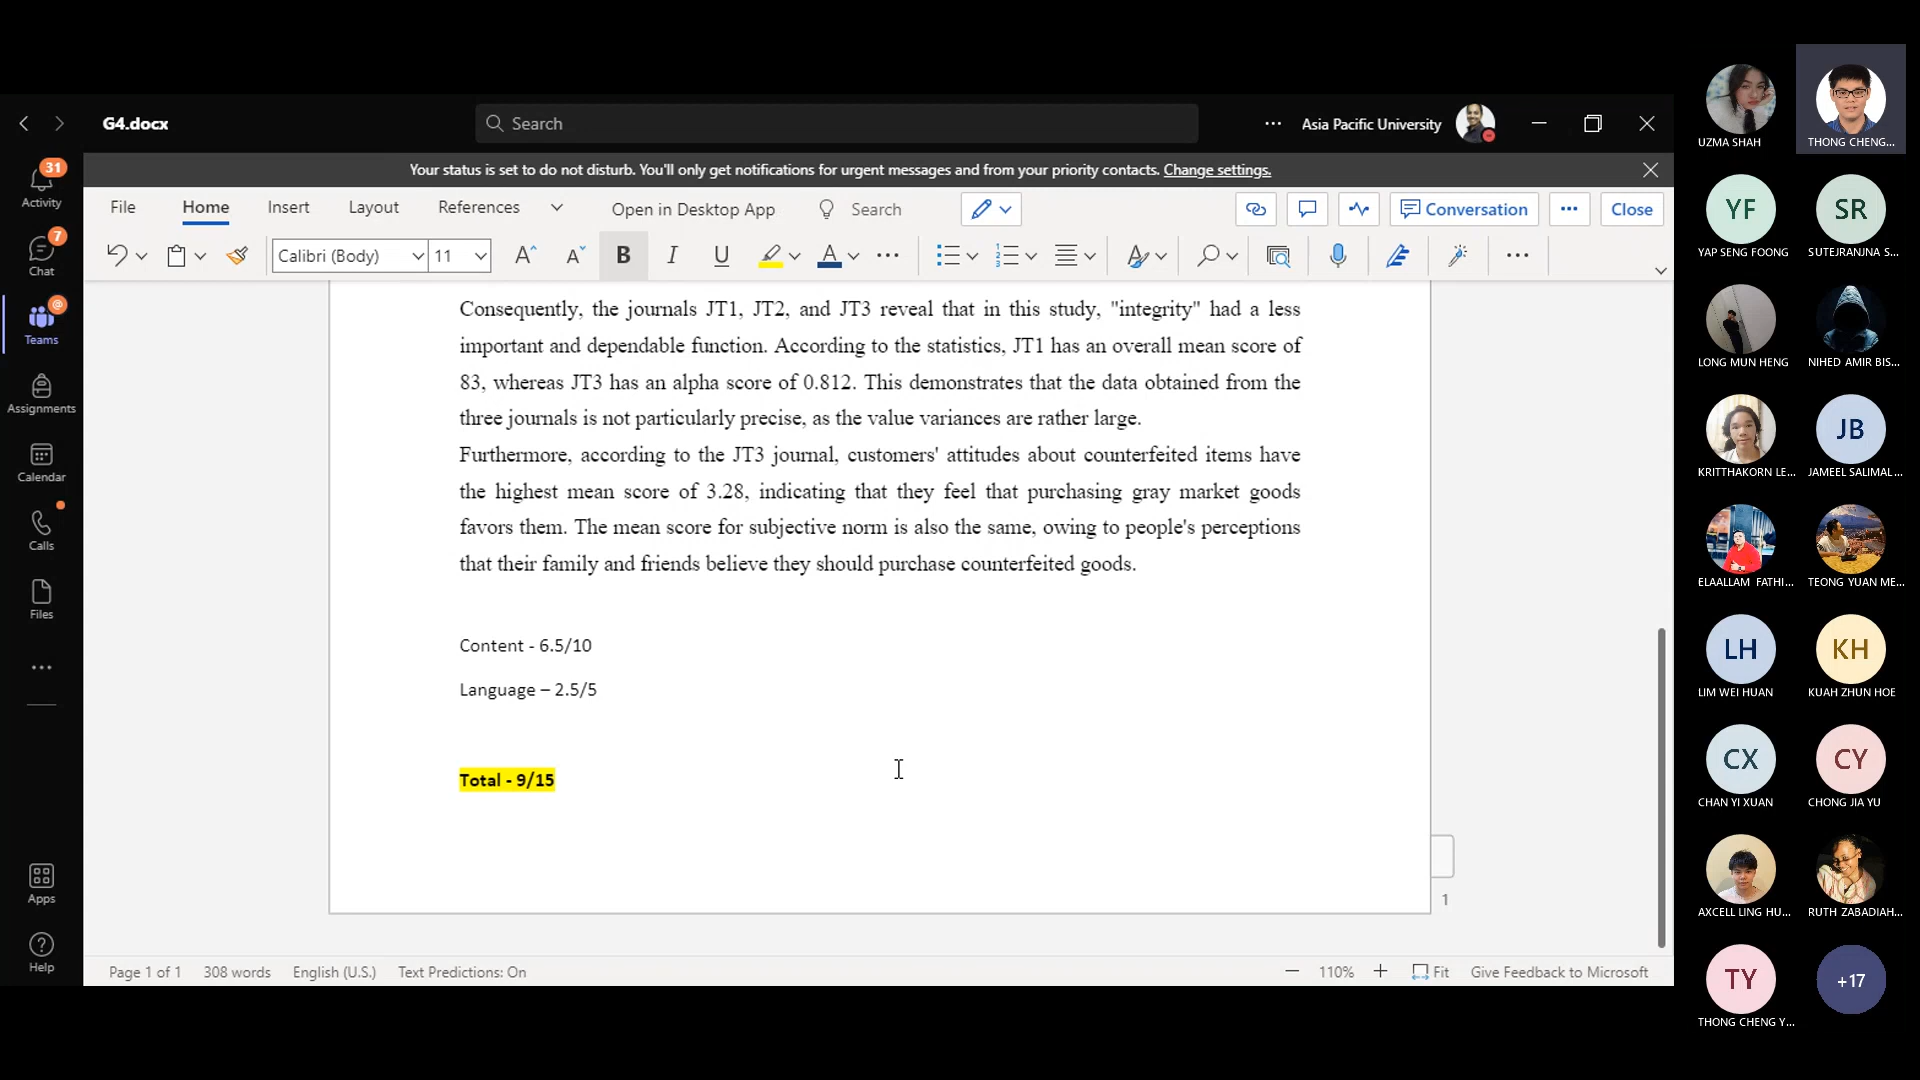 G4.docx
Search
Asia Pacific University
Your status is set to do not disturb. You'll only get notifications for urgent messages and from your priority contacts. Change settings.
File Home Insert Layout References Open in Desktop App Search Conversation Close
Calibri (Body) 11 B I U A
31
Activity
7
Chat
Teams
Assignments
Calendar
Calls
Files
Apps
Help
Consequently, the journals JT1, JT2, and JT3 reveal that in this study, "integrity" had a less
important and dependable function. According to the statistics, JT1 has an overall mean score of
83, whereas JT3 has an alpha score of 0.812. This demonstrates that the data obtained from the
three journals is not particularly precise, as the value variances are rather large.
Furthermore, according to the JT3 journal, customers' attitudes about counterfeited items have
the highest mean score of 3.28, indicating that they feel that purchasing gray market goods
favors them. The mean score for subjective norm is also the same, owing to people's perceptions
that their family and friends believe they should purchase counterfeited goods.
Content - 6.5/10
Language – 2.5/5
Total - 9/15
1
Page 1 of 1 308 words English (U.S.) Text Predictions: On 110% Fit Give Feedback to Microsoft
UZMA SHAH THONG CHENG...
YF SR
YAP SENG FOONG SUTEJRANJNA S...
LONG MUN HENG NIHED AMIR BIS...
JB
KRITTHAKORN LE... JAMEEL SALIMAL...
ELAALLAM FATHI... TEONG YUAN ME...
LH KH
LIM WEI HUAN KUAH ZHUN HOE
CX CY
CHAN YI XUAN CHONG JIA YU
AXCELL LING HU... RUTH ZABADIAH...
TY +17
THONG CHENG Y...